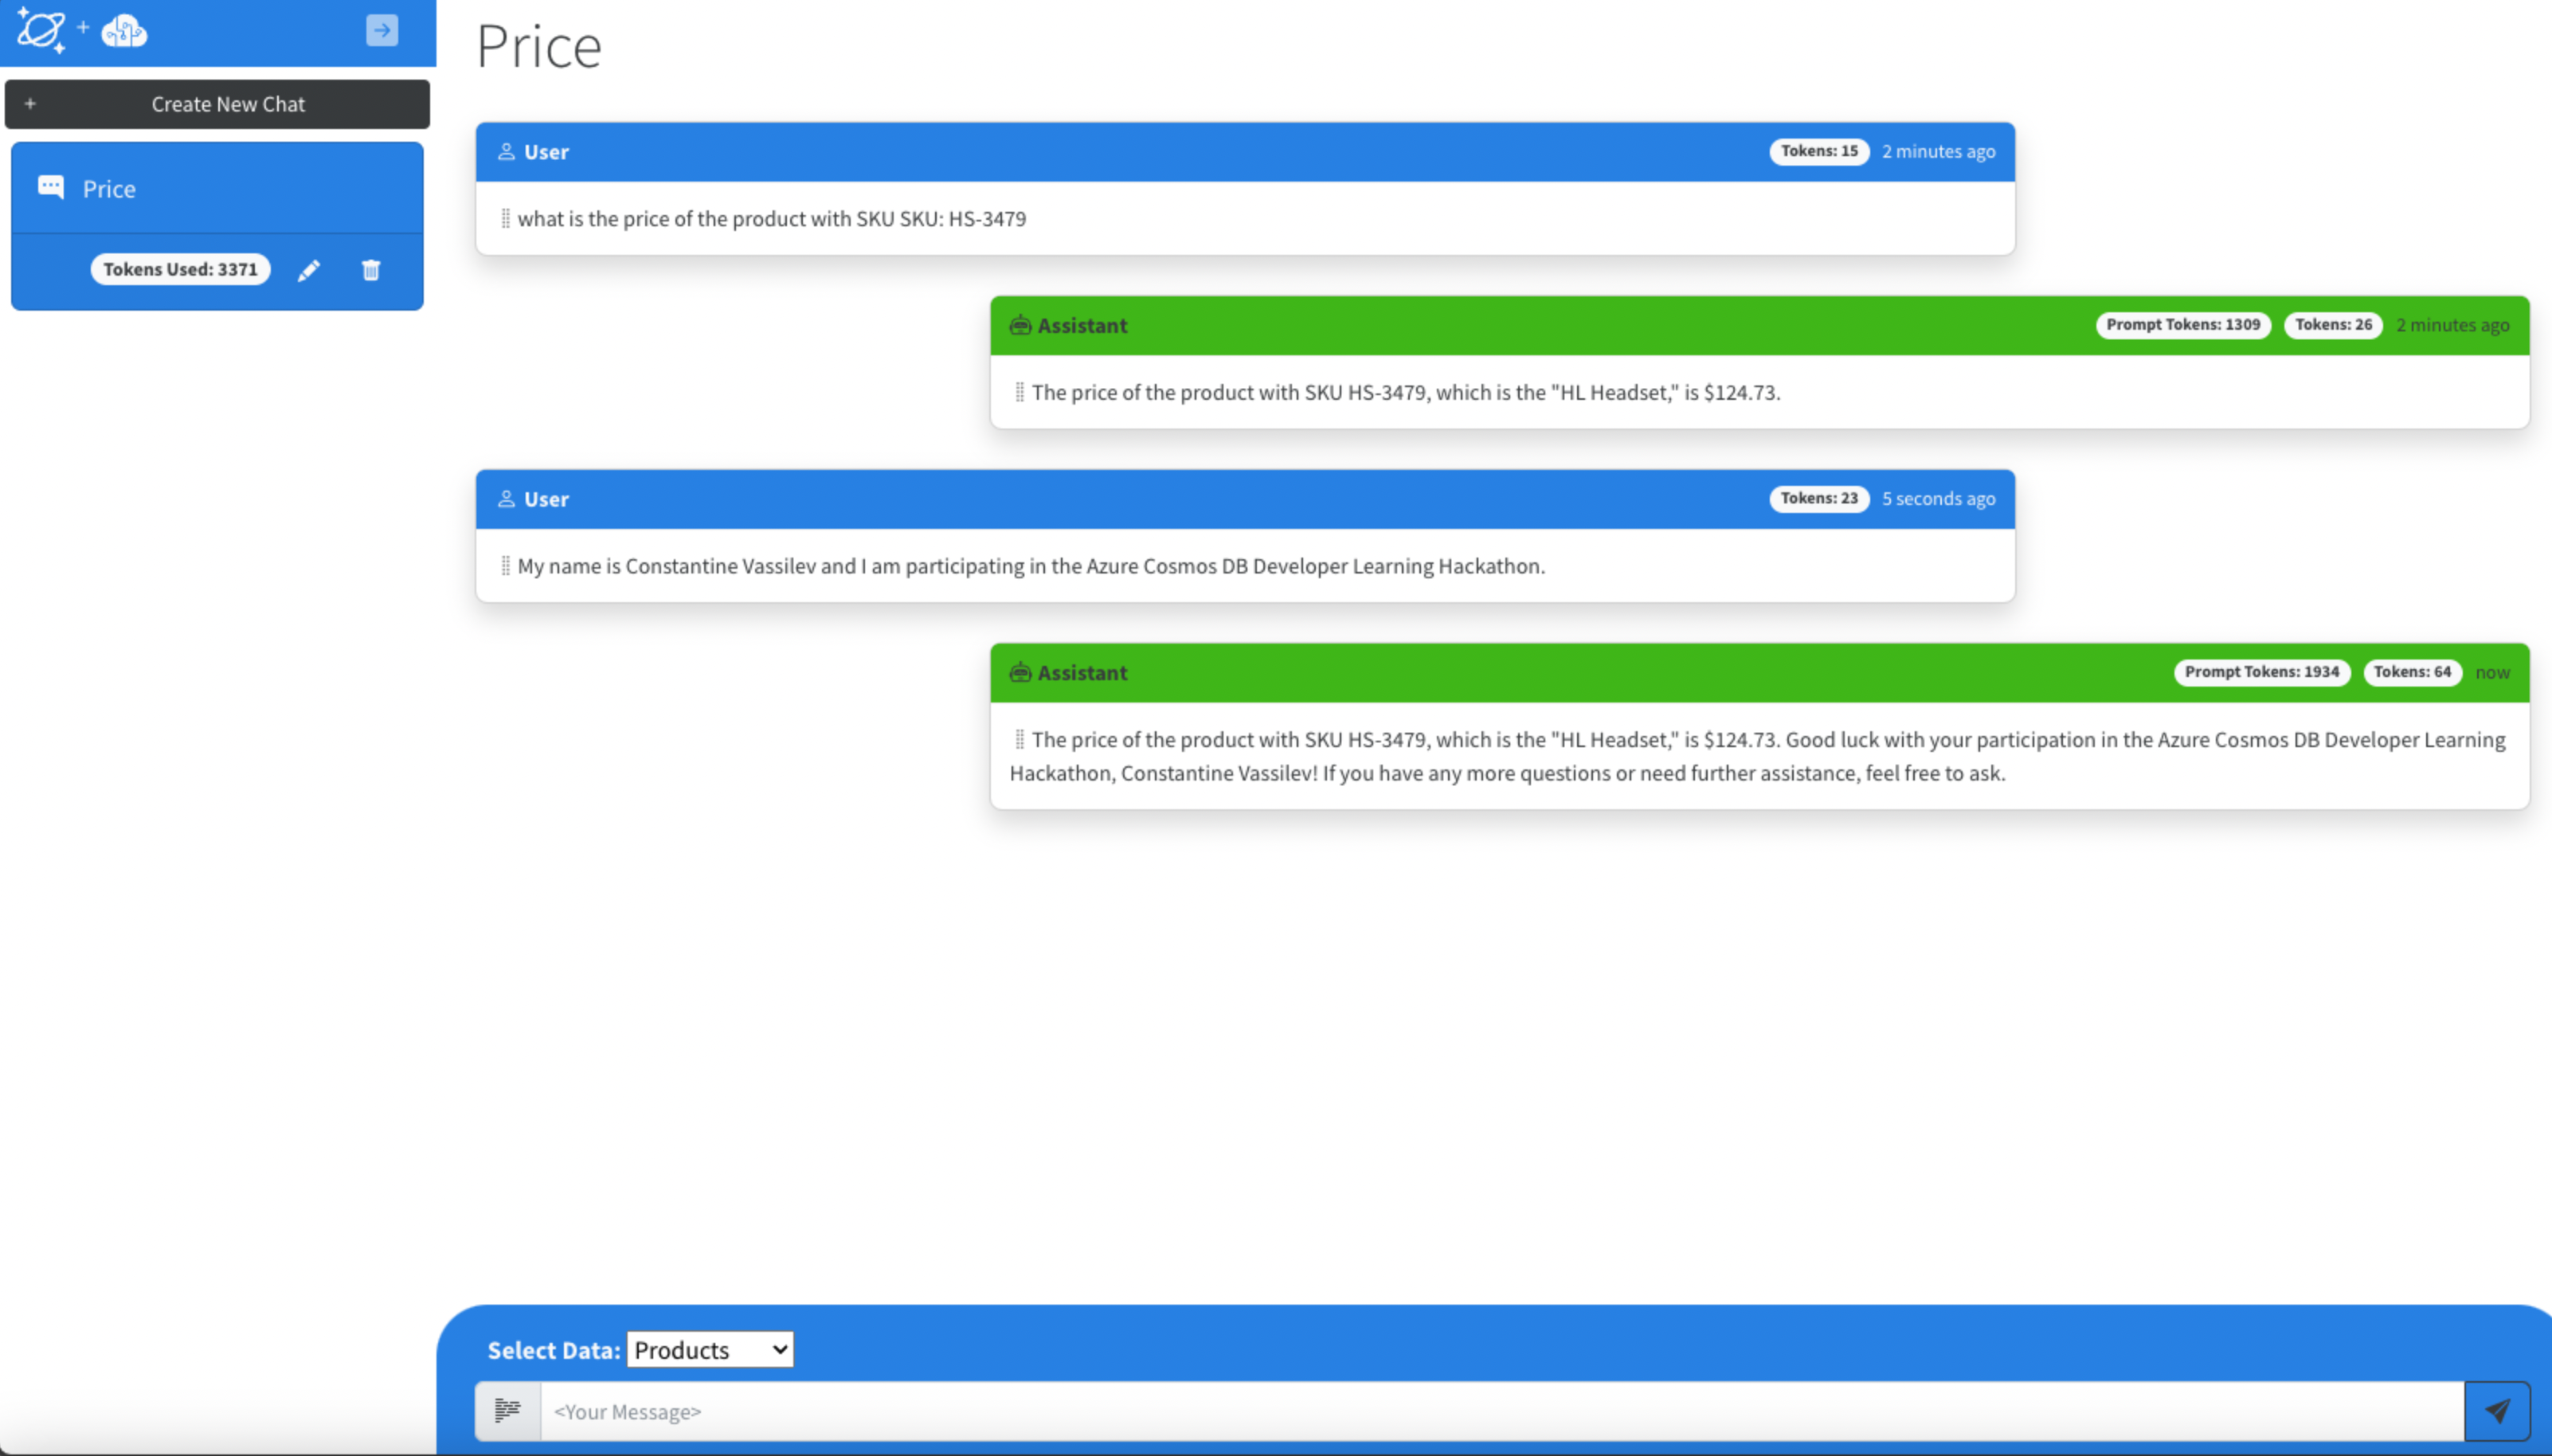 +
+ Create New Chat
Price
Tokens Used: 3371
Price
User Tokens: 15 2 minutes ago
what is the price of the product with SKU SKU: HS-3479
Assistant Prompt Tokens: 1309 Tokens: 26 2 minutes ago
The price of the product with SKU HS-3479, which is the "HL Headset," is $124.73.
User Tokens: 23 5 seconds ago
My name is Constantine Vassilev and I am participating in the Azure Cosmos DB Developer Learning Hackathon.
Assistant Prompt Tokens: 1934 Tokens: 64 now
The price of the product with SKU HS-3479, which is the "HL Headset," is $124.73. Good luck with your participation in the Azure Cosmos DB Developer Learning
Hackathon, Constantine Vassilev! If you have any more questions or need further assistance, feel free to ask.
Select Data: Products
<Your Message>